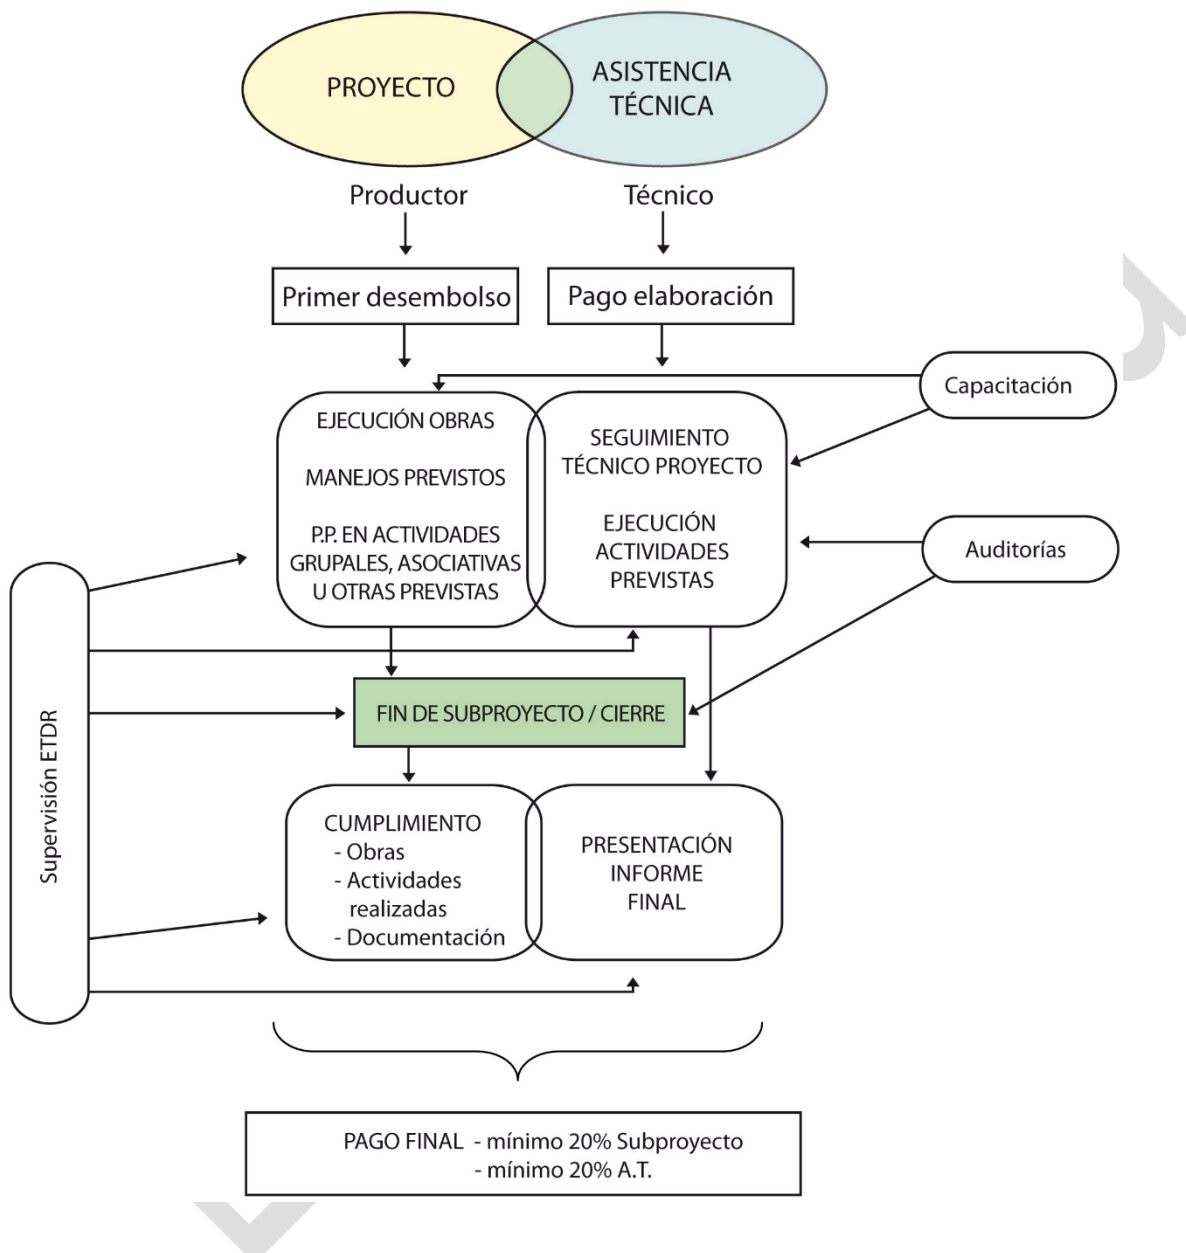 PROYECTO
ASISTENCIA
TÉCNICA
Productor
Técnico
Primer desembolso
Pago elaboración
Capacitación
EJECUCIÓN OBRAS
MANEJOS PREVISTOS
P.P. EN ACTIVIDADES
GRUPALES, ASOCIATIVAS
U OTRAS PREVISTAS
SEGUIMIENTO
TÉCNICO PROYECTO
EJECUCIÓN
ACTIVIDADES
PREVISTAS
Auditorías
Supervisión ETDR
FIN DE SUBPROYECTO / CIERRE
CUMPLIMIENTO
- Obras
- Actividades
realizadas
- Documentación
PRESENTACIÓN
INFORME
FINAL
PAGO FINAL - mínimo 20% Subproyecto
- mínimo 20% A.T.